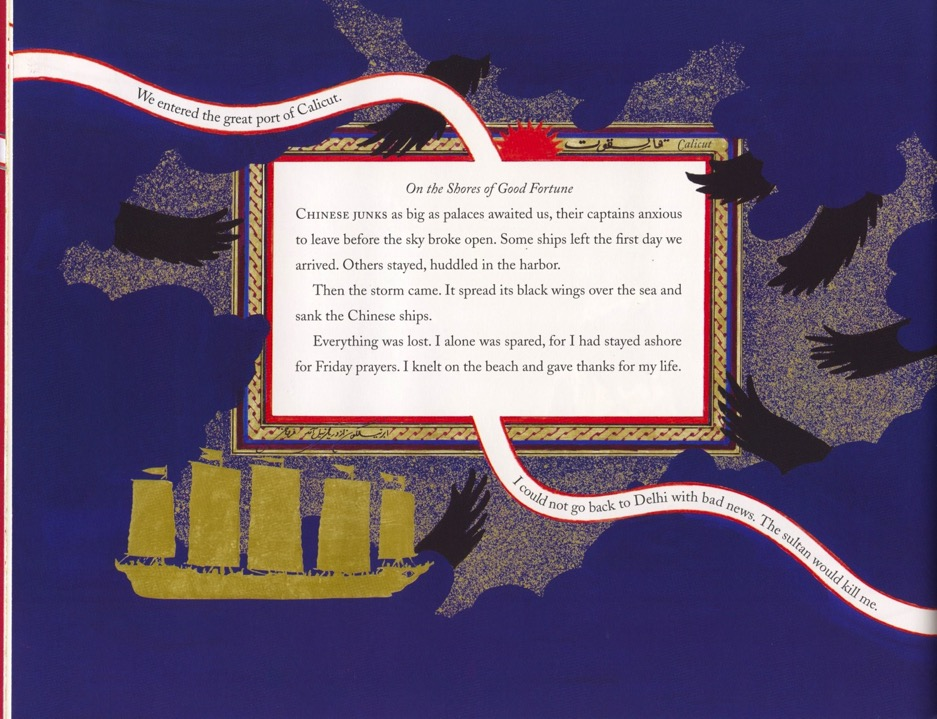 We entered the great port of Calicut.
قاليقوت
Calicut
On the Shores of Good Fortune
CHINESE JUNKS as big as palaces awaited us, their captains anxious
to leave before the sky broke open. Some ships left the first day we
arrived. Others stayed, huddled in the harbor.
Then the storm came. It spread its black wings over the sea and
sank the Chinese ships.
Everything was lost. I alone was spared, for I had stayed ashore
for Friday prayers. I knelt on the beach and gave thanks for my life.
I could not go back to Delhi with bad news. The sultan would kill me.